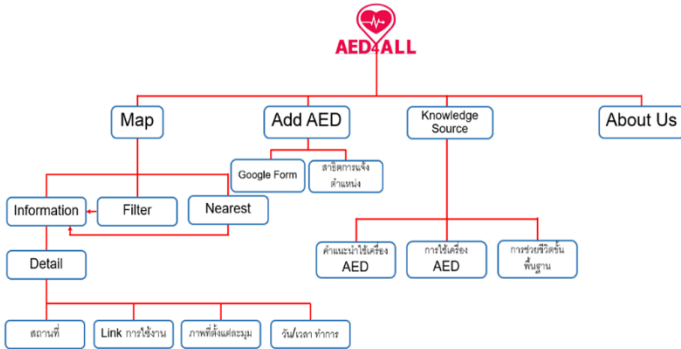 AED4ALL
Map
Add AED
Knowledge
Source
About Us
Google Form
สาธิตการแจ้ง
ตำแหน่ง
Information
Filter
Nearest
คำแนะนำใช้เครื่อง
AED
การใช้เครื่อง
AED
การช่วยชีวิตขั้น
พื้นฐาน
Detail
สถานที่
Link การใช้งาน
ภาพที่ตั้งแต่ละมุม
วัน/เวลา ทำการ